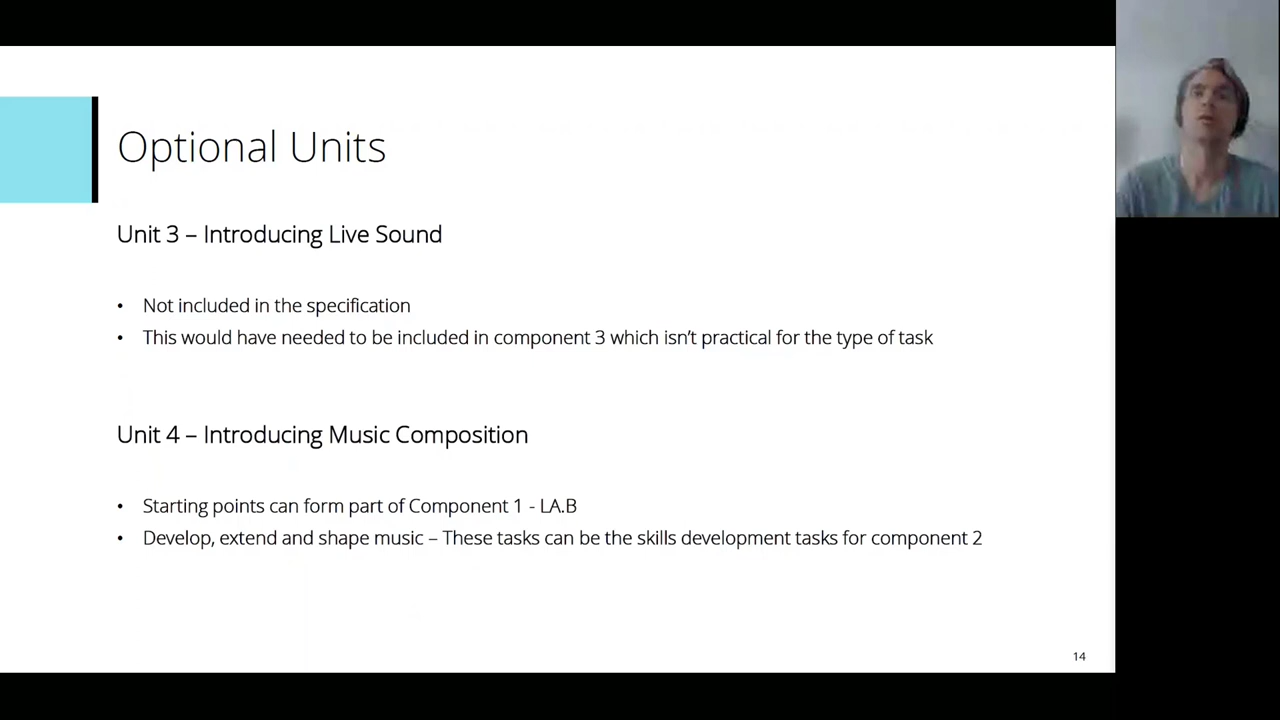 Optional Units
Unit 3 – Introducing Live Sound
• Not included in the specification
• This would have needed to be included in component 3 which isn’t practical for the type of task
Unit 4 – Introducing Music Composition
• Starting points can form part of Component 1 - LA.B
• Develop, extend and shape music – These tasks can be the skills development tasks for component 2
14